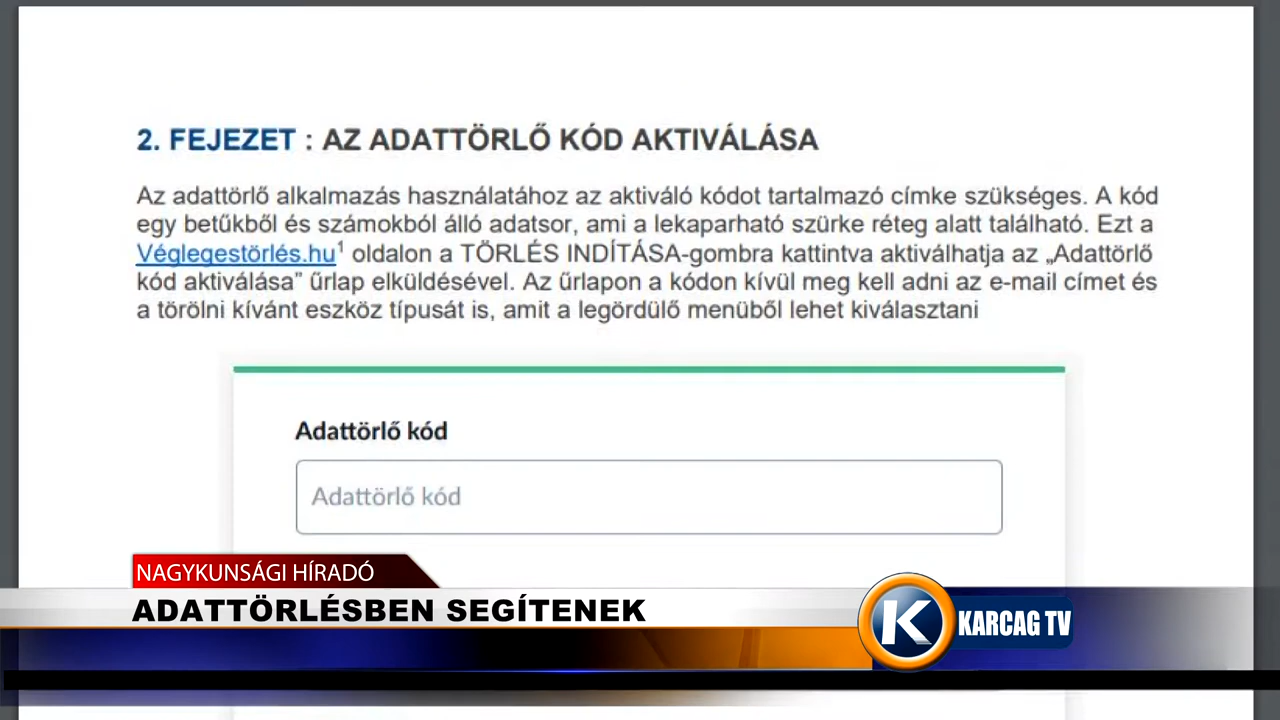 2. FEJEZET : AZ ADATTÖRLŐ KÓD AKTIVÁLÁSA
Az adattörlő alkalmazás használatához az aktiváló kódot tartalmazó címke szükséges. A kód
egy betűkből és számokból álló adatsor, ami a lekaparható szürke réteg alatt található. Ezt a
Véglegestörlés.hu¹ oldalon a TÖRLÉS INDÍTÁSA-gombra kattintva aktiválhatja az „Adattörlő
kód aktiválása” űrlap elküldésével. Az űrlapon a kódon kívül meg kell adni az e-mail címet és
a törölni kívánt eszköz típusát is, amit a legördülő menüből lehet kiválasztani
Adattörlő kód
Adattörlő kód
NAGYKUNSÁGI HÍRADÓ
ADATTÖRLÉSBEN SEGÍTENEK
K KARCAG TV